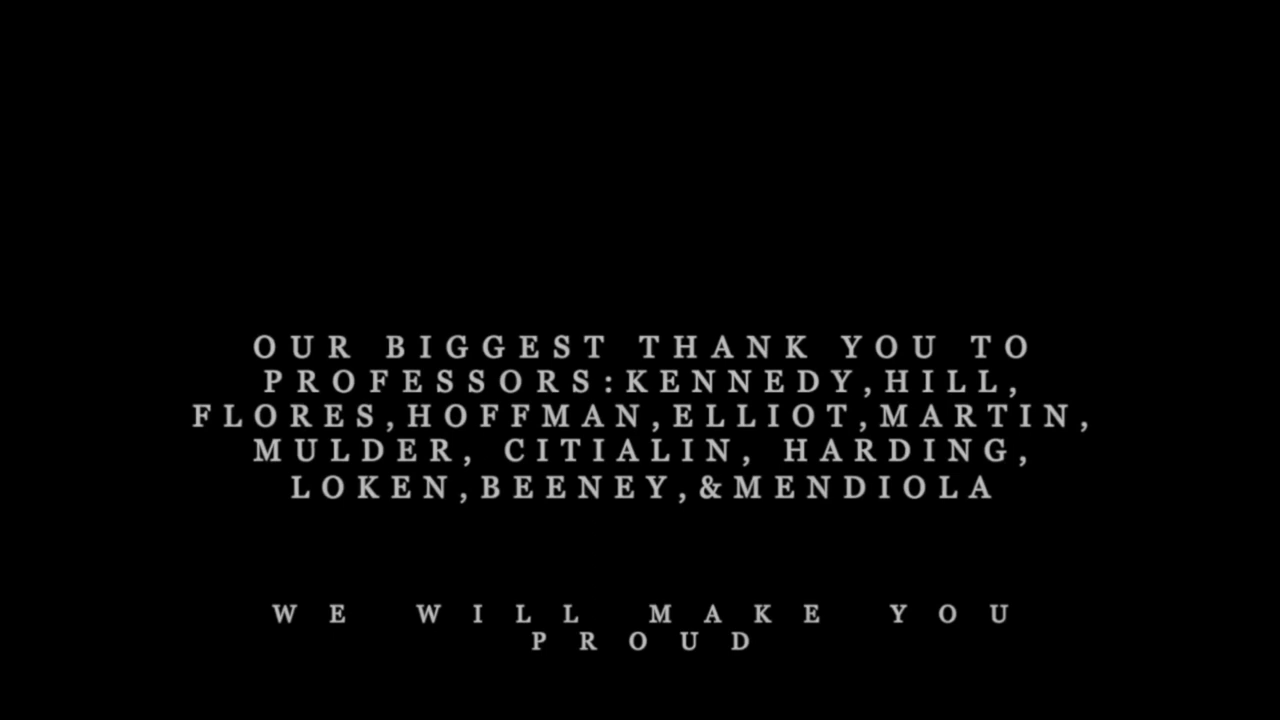 OUR BIGGEST THANK YOU TO
PROFESSORS:KENNEDY,HILL,
FLORES,HOFFMAN,ELLIOT,MARTIN,
MULDER, CITIALIN, HARDING,
LOKEN,BEENEY,&MENDIOLA
WE WILL MAKE YOU
PROUD